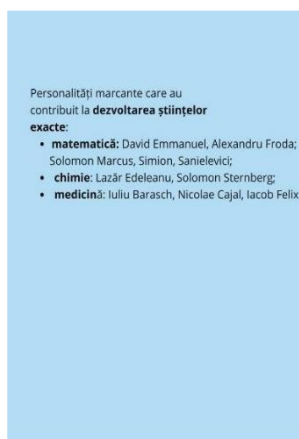 Personalități marcante care au
contribuit la dezvoltarea științelor
exacte:
• matematică: David Emmanuel, Alexandru Froda;
Solomon Marcus, Simion, Sanielevici;
• chimie: Lazăr Edeleanu, Solomon Sternberg;
• medicină: Iuliu Barasch, Nicolae Cajal, Iacob Felix